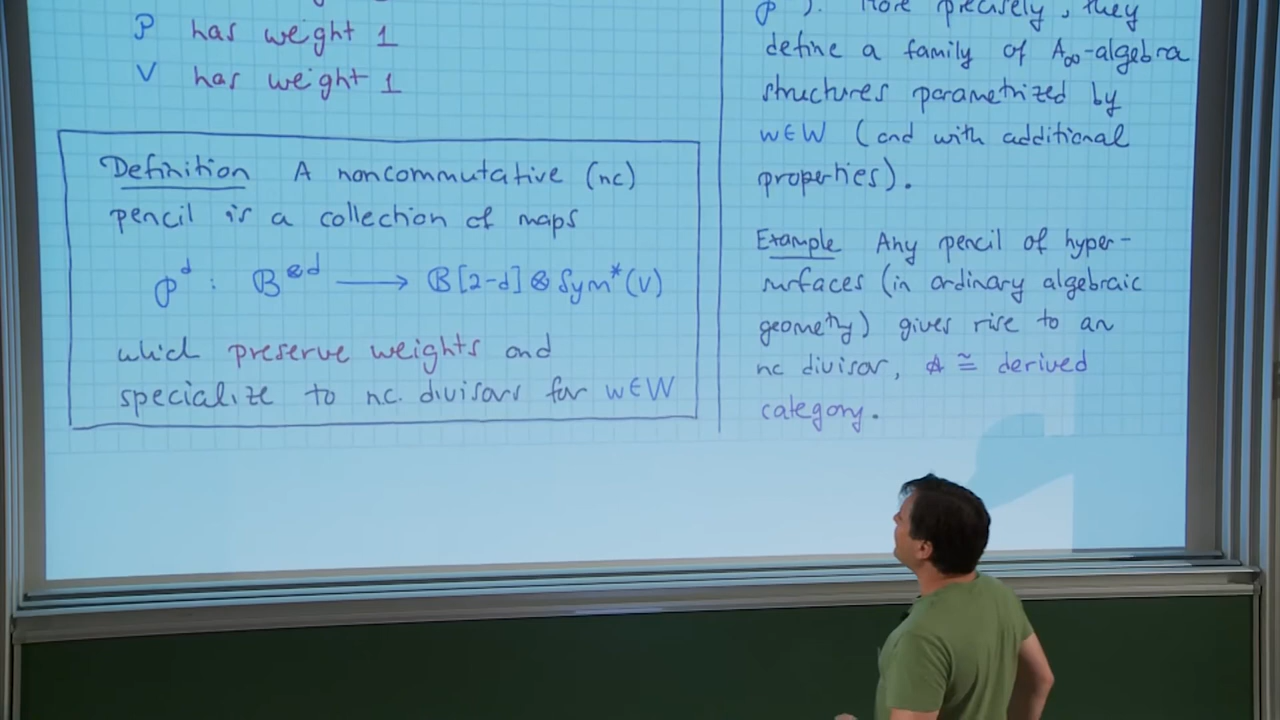 P has weight 1
V has weight 1
Definition A noncommutative (nc)
pencil is a collection of maps
℘^d : B^{⊗d} ⟶ B[2-d] ⊗ Sym*(V)
which preserve weights and
specialize to nc. divisors for w∈W
℘ ). More precisely, they
define a family of A∞-algebra
structures parametrized by
w∈W (and with additional
properties).
Example Any pencil of hyper-
surfaces (in ordinary algebraic
geometry) gives rise to an
nc divisor, A ≅ derived
category.